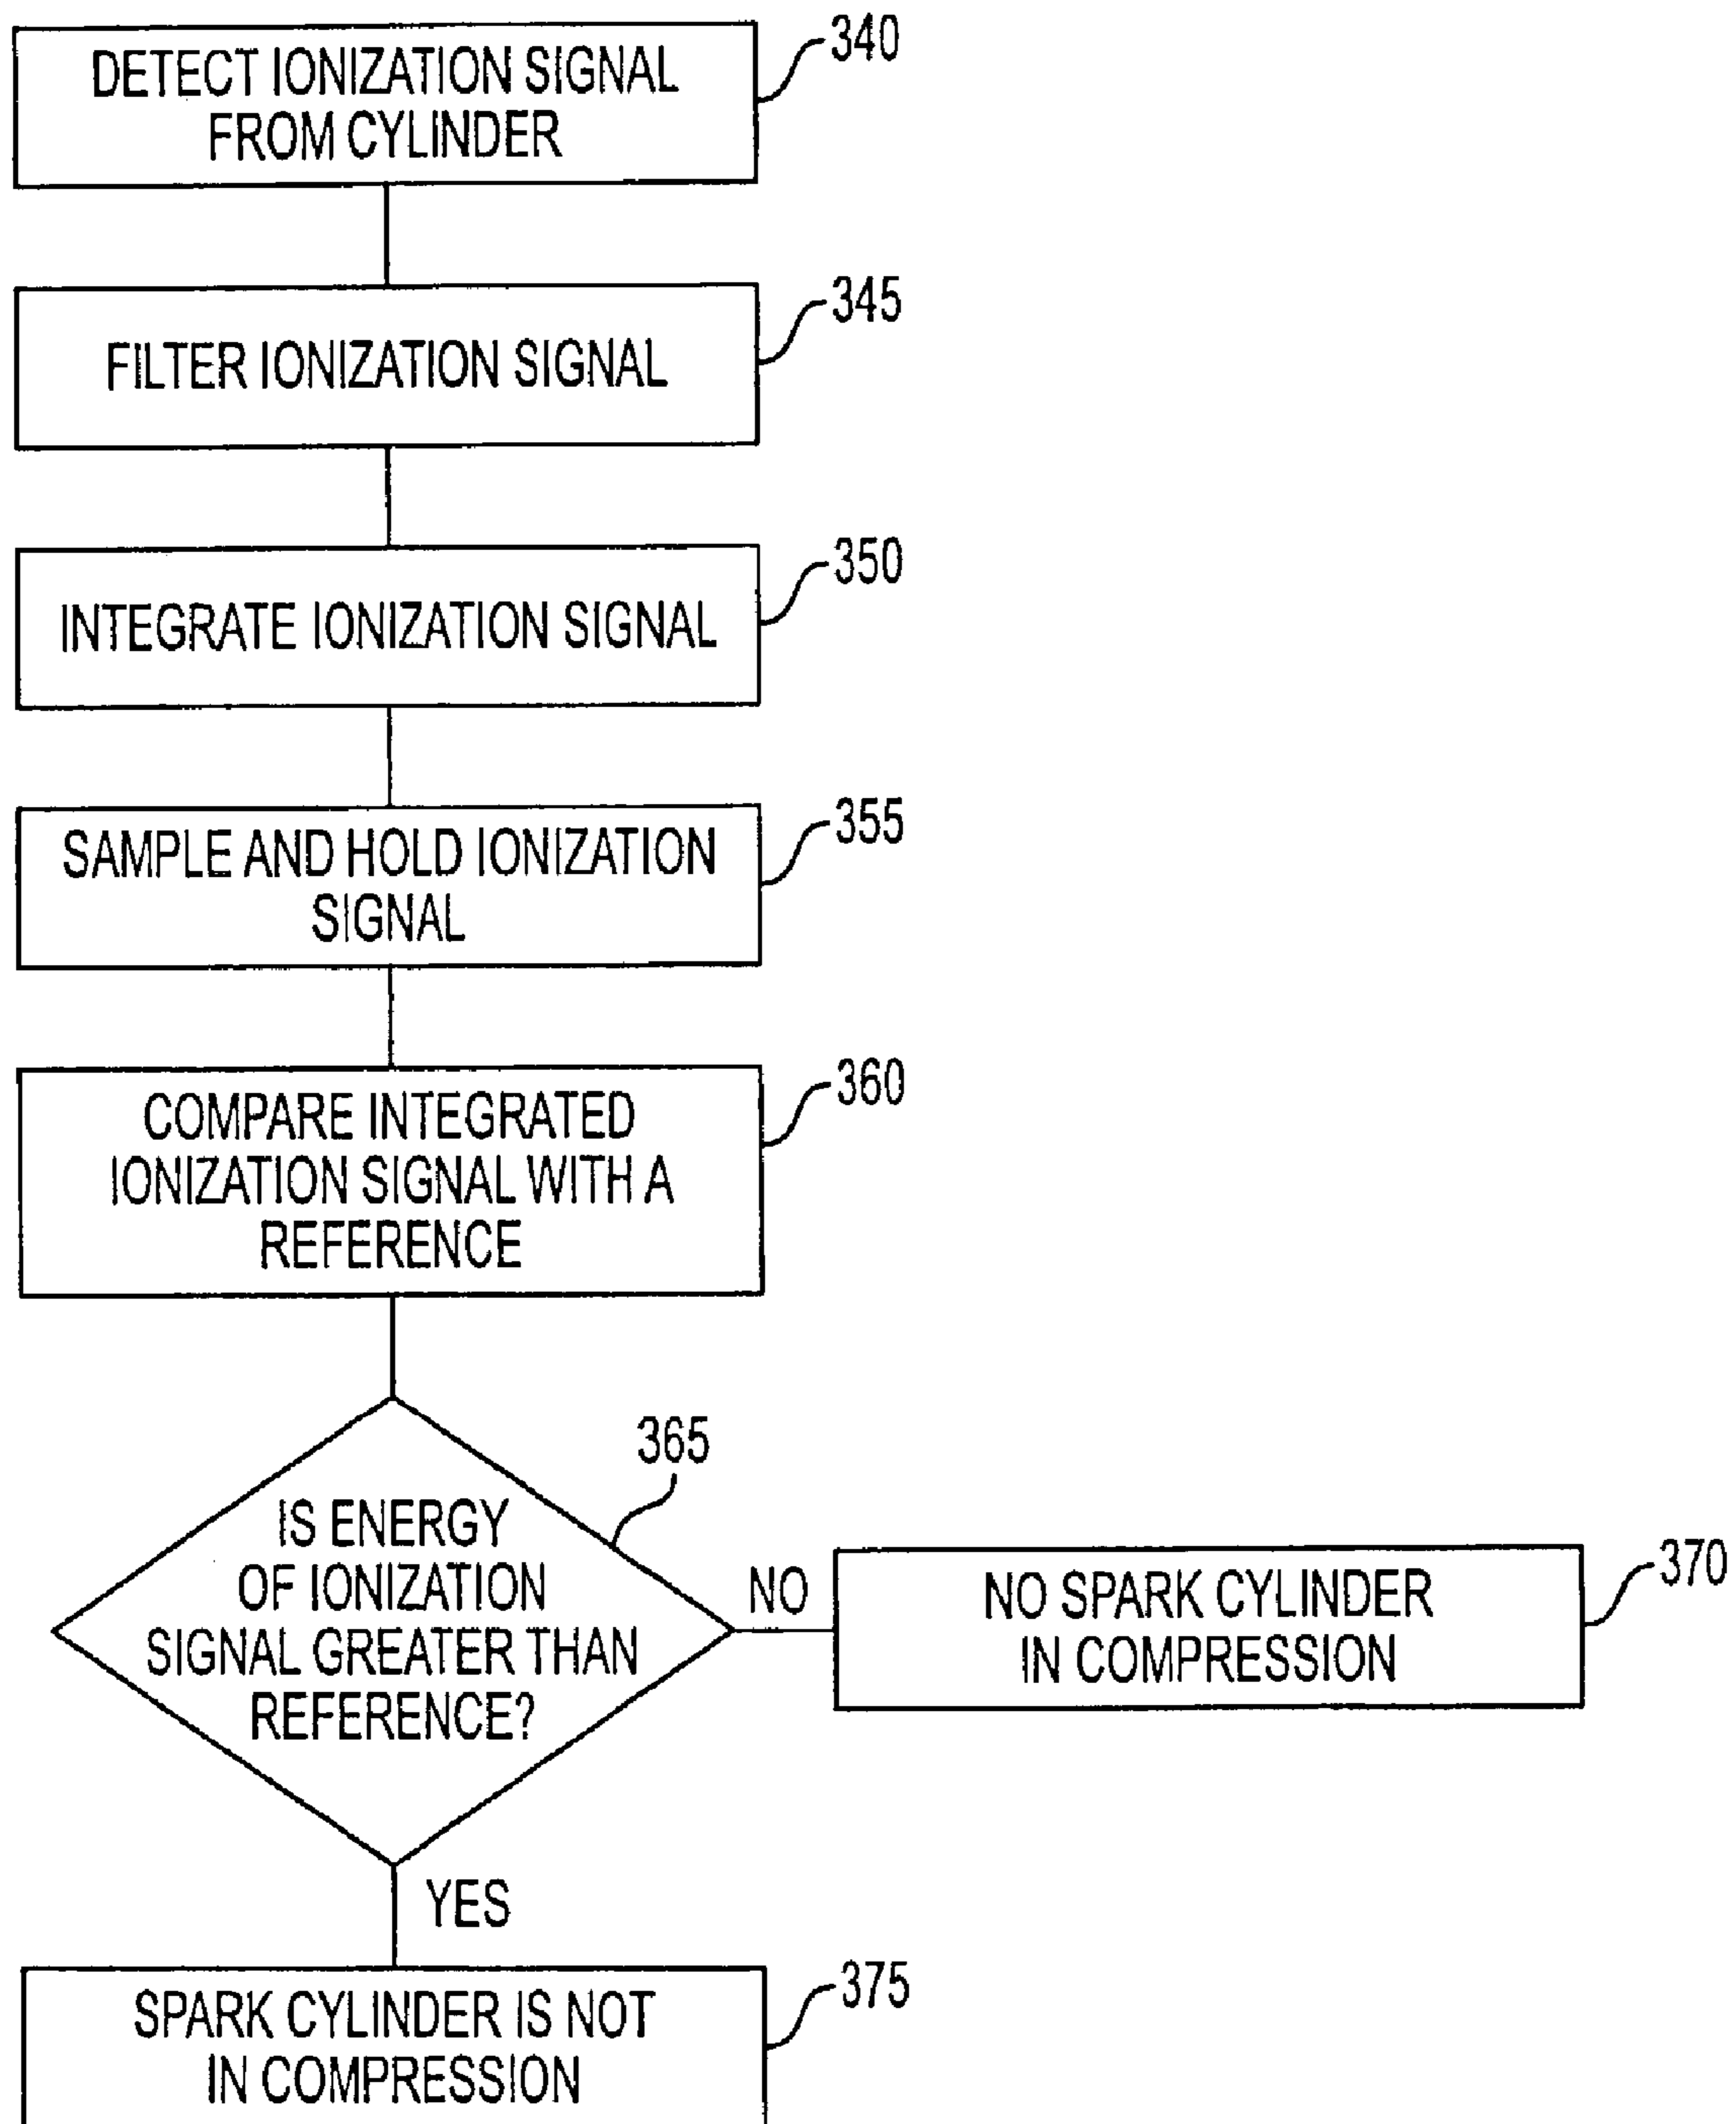 DETECT IONIZATION SIGNAL
FROM CYLINDER
340
FILTER IONIZATION SIGNAL
345
INTEGRATE IONIZATION SIGNAL
350
SAMPLE AND HOLD IONIZATION
SIGNAL
355
COMPARE INTEGRATED
IONIZATION SIGNAL WITH A
REFERENCE
360
365
IS ENERGY
OF IONIZATION
SIGNAL GREATER THAN
REFERENCE?
NO
NO SPARK CYLINDER
IN COMPRESSION
370
YES
SPARK CYLINDER IS NOT
IN COMPRESSION
375